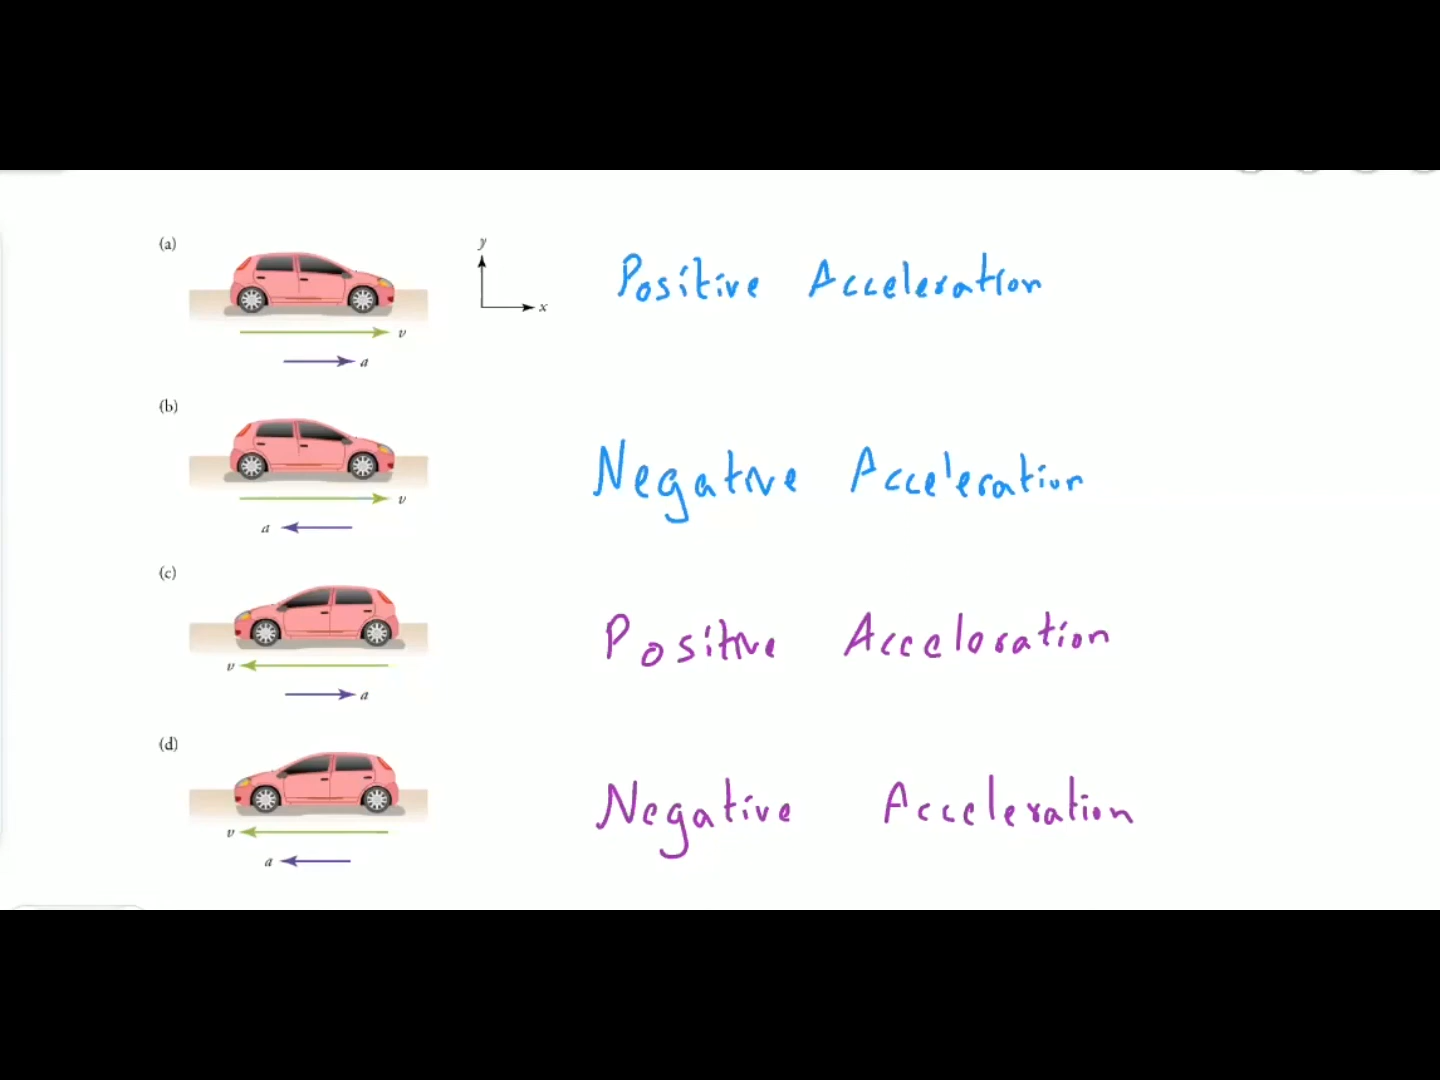 (a)
y
x
v
a
Positive Acceleration
(b)
v
a
Negative Acceleration
(c)
v
a
Positive Acceleration
(d)
v
a
Negative Acceleration